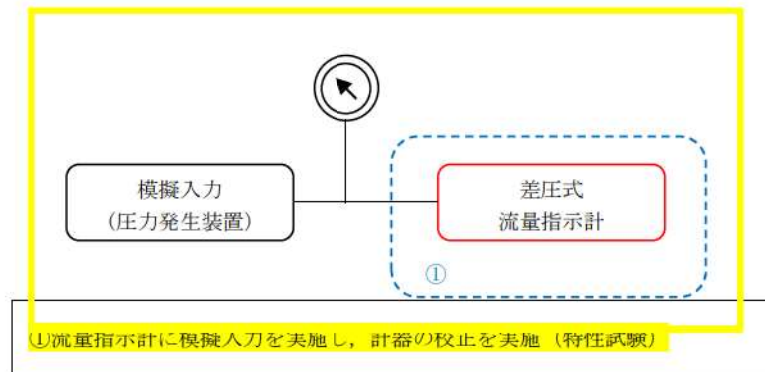 模擬入力
(圧力発生装置)
差圧式
流量指示計
①
①流量指示計に模擬入力を実施し，計器の校正を実施（特性試験）